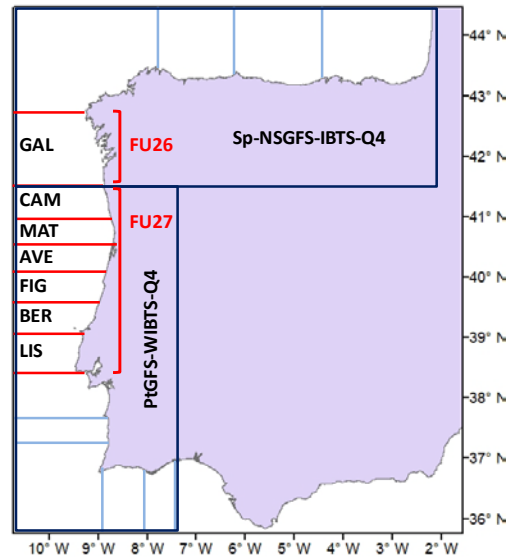 44° N
43° N
GAL
FU26
Sp-NSGFS-IBTS-Q4
42° N
CAM
FU27
41° N
MAT
AVE
40° N
FIG
PtGFS-WIBTS-Q4
BER
39° N
LIS
38° N
37° N
36° N
10° W 9° W 8° W 7° W 6° W 5° W 4° W 3° W 2° W